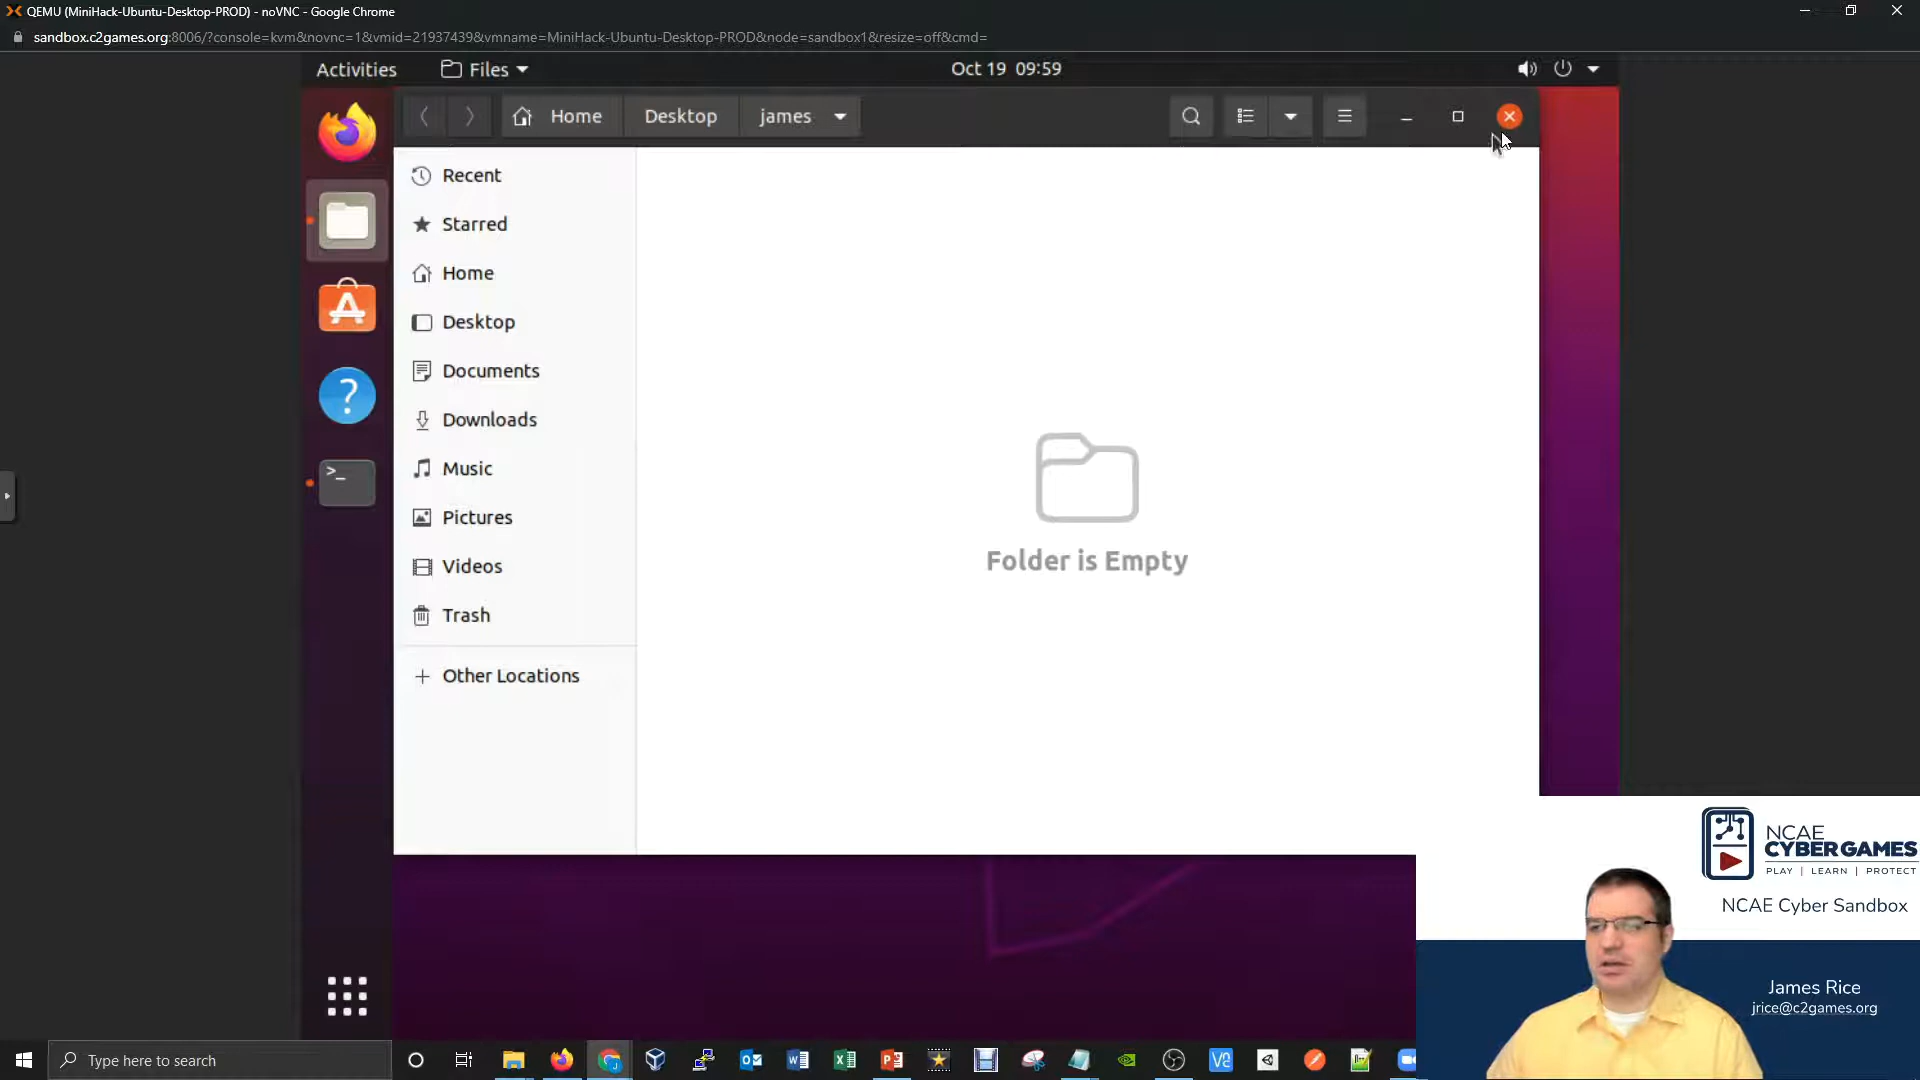 QEMU (MiniHack-Ubuntu-Desktop-PROD) - noVNC - Google Chrome
sandbox.c2games.org:8006/?console=kvm&novnc=1&vmid=21937439&vmname=MiniHack-Ubuntu-Desktop-PROD&node=sandbox1&resize=off&cmd=
Activities Files Oct 19 09:59
Home Desktop james
Recent
Starred
Home
Desktop
Documents
Downloads
Music
Pictures
Videos
Trash
Other Locations
Folder is Empty
NCAE
CYBERGAMES
PLAY | LEARN | PROTECT
NCAE Cyber Sandbox
James Rice
jrice@c2games.org
Type here to search